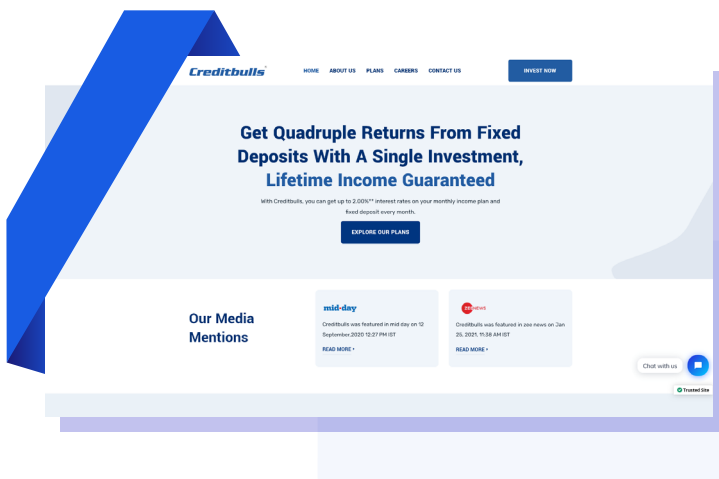 Creditbulls
HOME ABOUT US PLANS CAREERS CONTACT US INVEST NOW
Get Quadruple Returns From Fixed
Deposits With A Single Investment,
Lifetime Income Guaranteed
With Creditbulls, you can get up to 2.00%** interest rates on your monthly income plan and
fixed deposit every month.
EXPLORE OUR PLANS
Our Media
Mentions
mid-day
Creditbulls was featured in mid day on 12
September,2020 12:27 PM IST
READ MORE
ZEE NEWS
Creditbulls was featured in zee news on Jan
25, 2021, 11:38 AM IST
READ MORE
Chat with us
Trusted Site